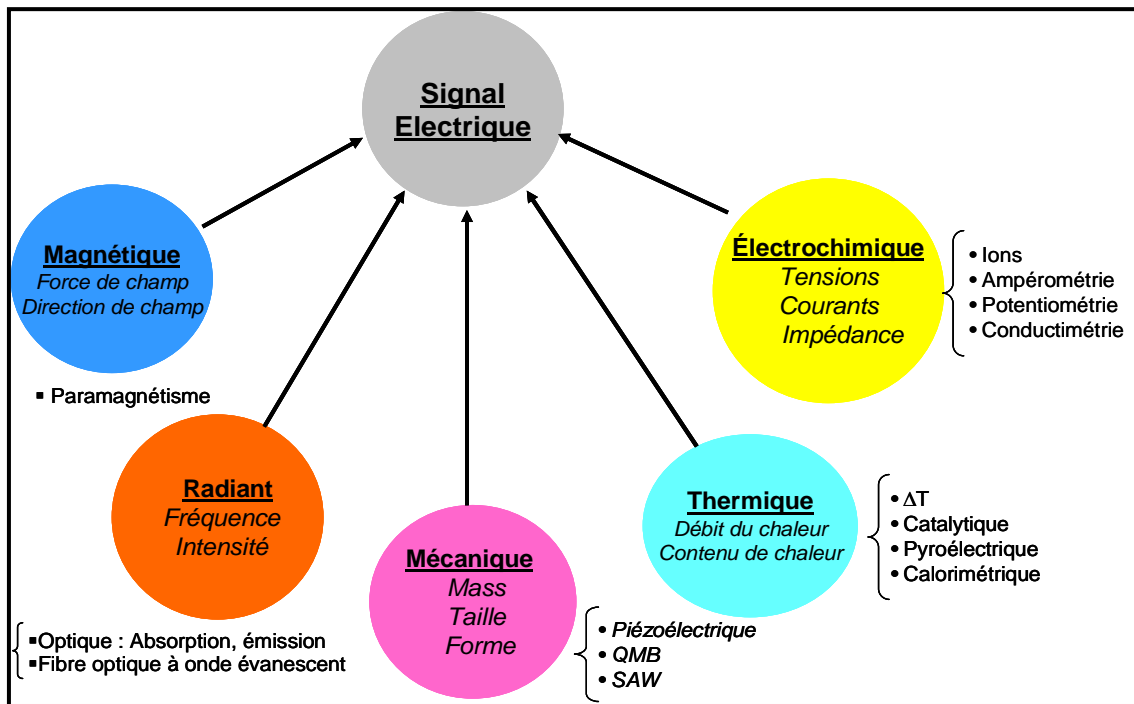 Signal
Electrique
Magnétique
Force de champ
Direction de champ
▪ Paramagnétisme
Radiant
Fréquence
Intensité
▪Optique : Absorption, émission
▪Fibre optique à onde évanescent
Mécanique
Mass
Taille
Forme
• Piézoélectrique
• QMB
• SAW
Thermique
Débit du chaleur
Contenu de chaleur
• ΔT
• Catalytique
• Pyroélectrique
• Calorimétrique
Électrochimique
Tensions
Courants
Impédance
• Ions
• Ampérométrie
• Potentiométrie
• Conductimétrie